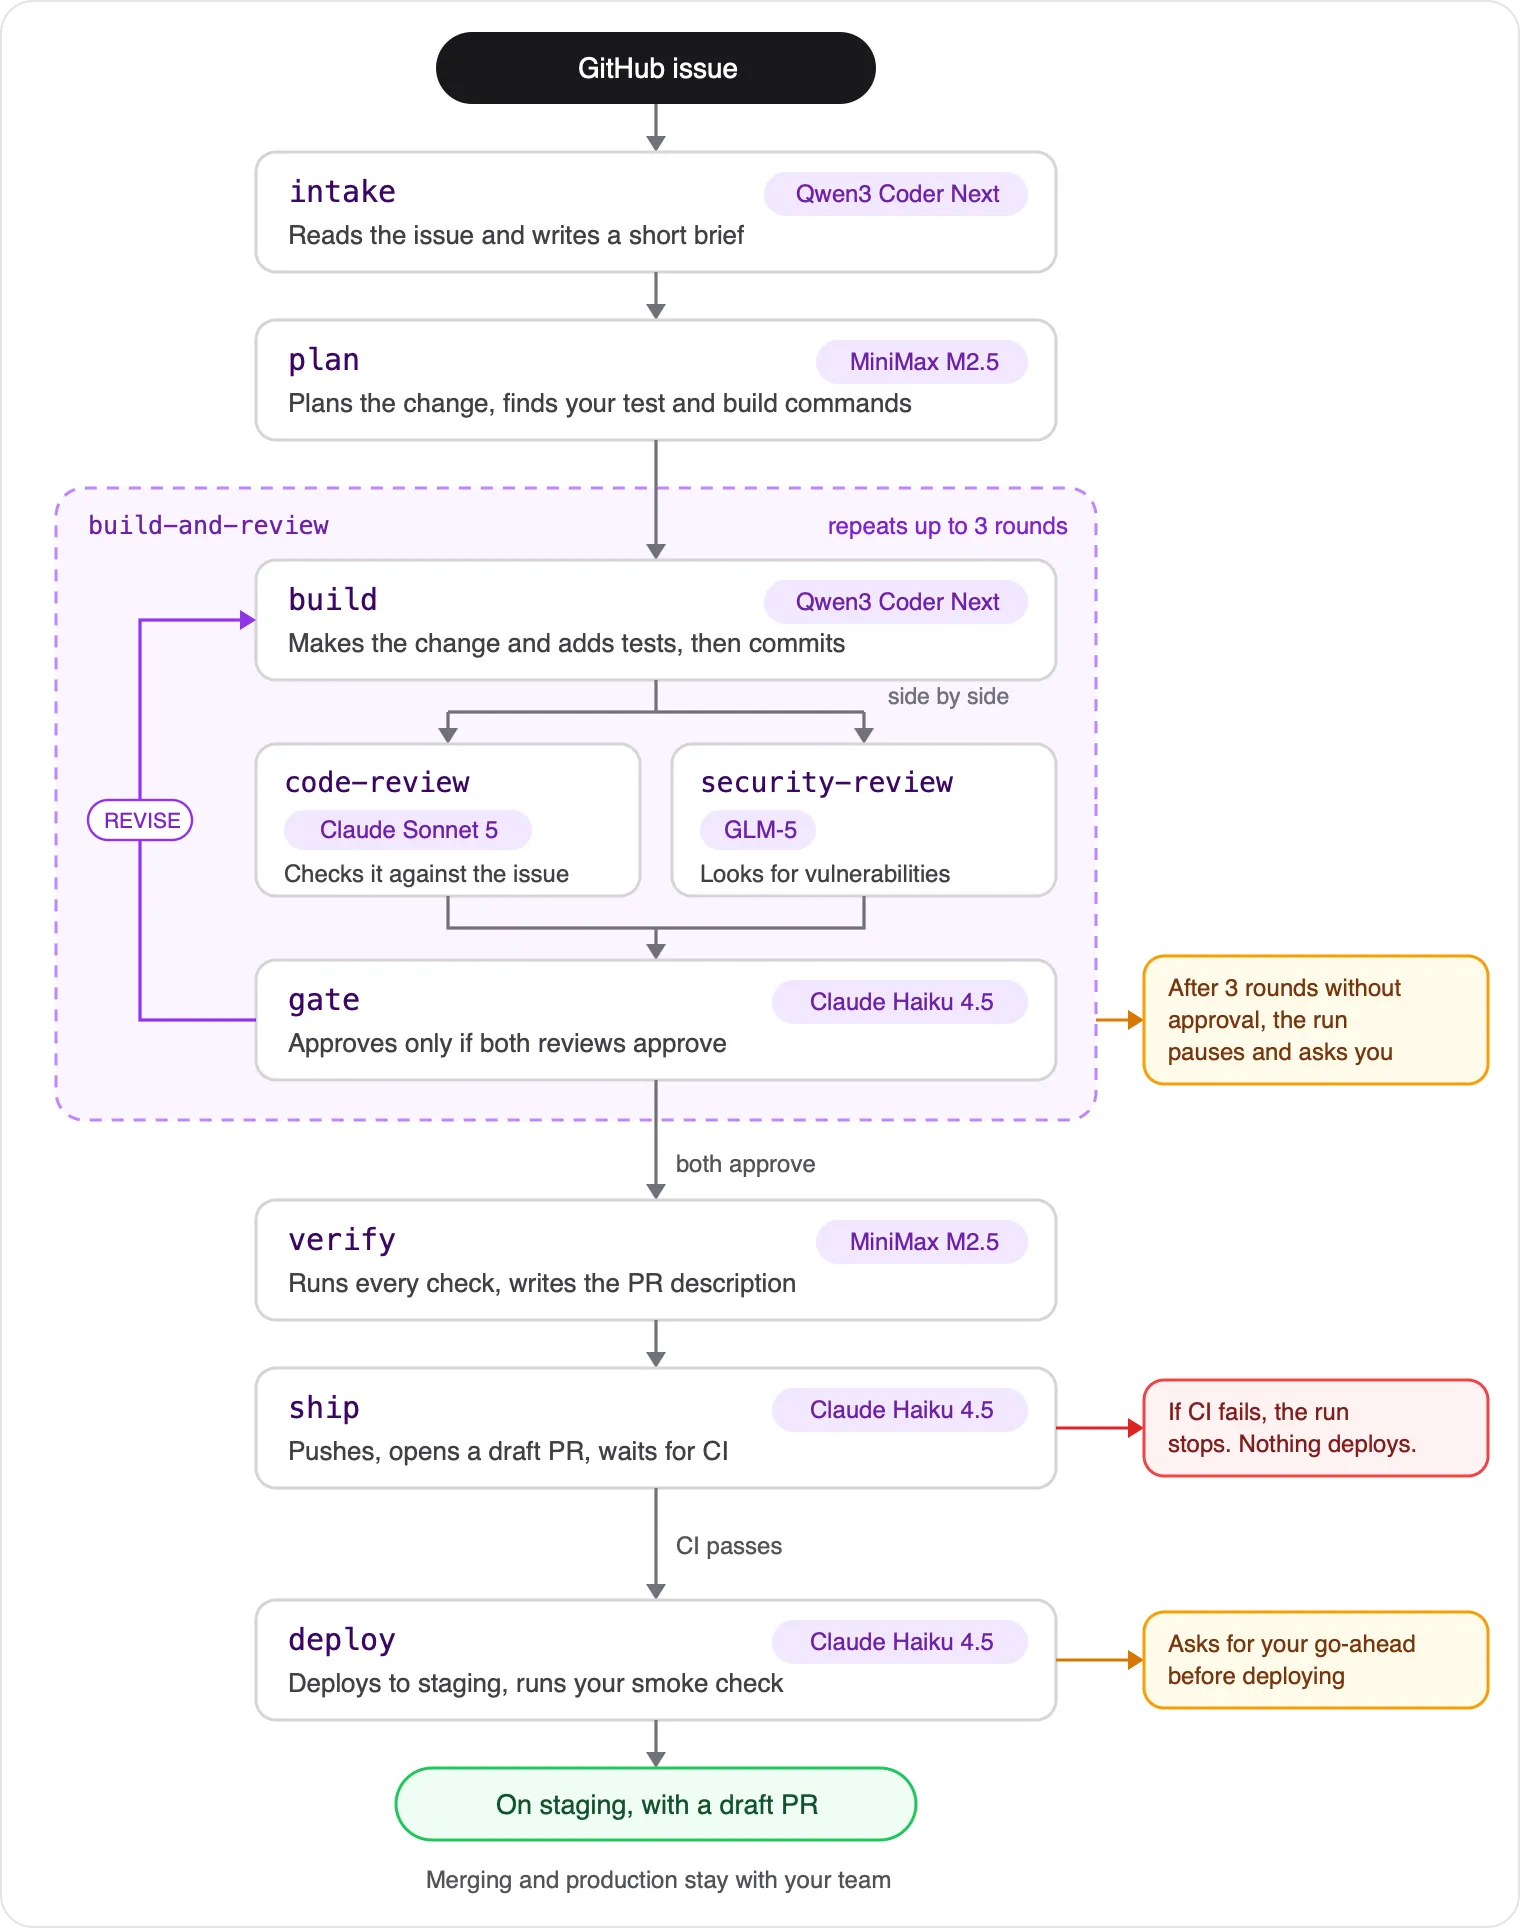 GitHub issue
intake
Qwen3 Coder Next
Reads the issue and writes a short brief
plan
MiniMax M2.5
Plans the change, finds your test and build commands
build-and-review
repeats up to 3 rounds
build
Qwen3 Coder Next
Makes the change and adds tests, then commits
side by side
code-review
Claude Sonnet 5
Checks it against the issue
security-review
GLM-5
Looks for vulnerabilities
REVISE
gate
Claude Haiku 4.5
Approves only if both reviews approve
After 3 rounds without
approval, the run
pauses and asks you
both approve
verify
MiniMax M2.5
Runs every check, writes the PR description
ship
Claude Haiku 4.5
Pushes, opens a draft PR, waits for CI
If CI fails, the run
stops. Nothing deploys.
CI passes
deploy
Claude Haiku 4.5
Deploys to staging, runs your smoke check
Asks for your go-ahead
before deploying
On staging, with a draft PR
Merging and production stay with your team